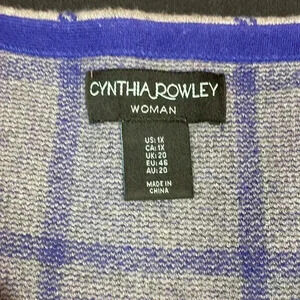 CYNTHIA ROWLEY
WOMAN
US: 1X
CA: 1X
UK: 20
EU: 46
AU: 20
MADE IN
CHINA